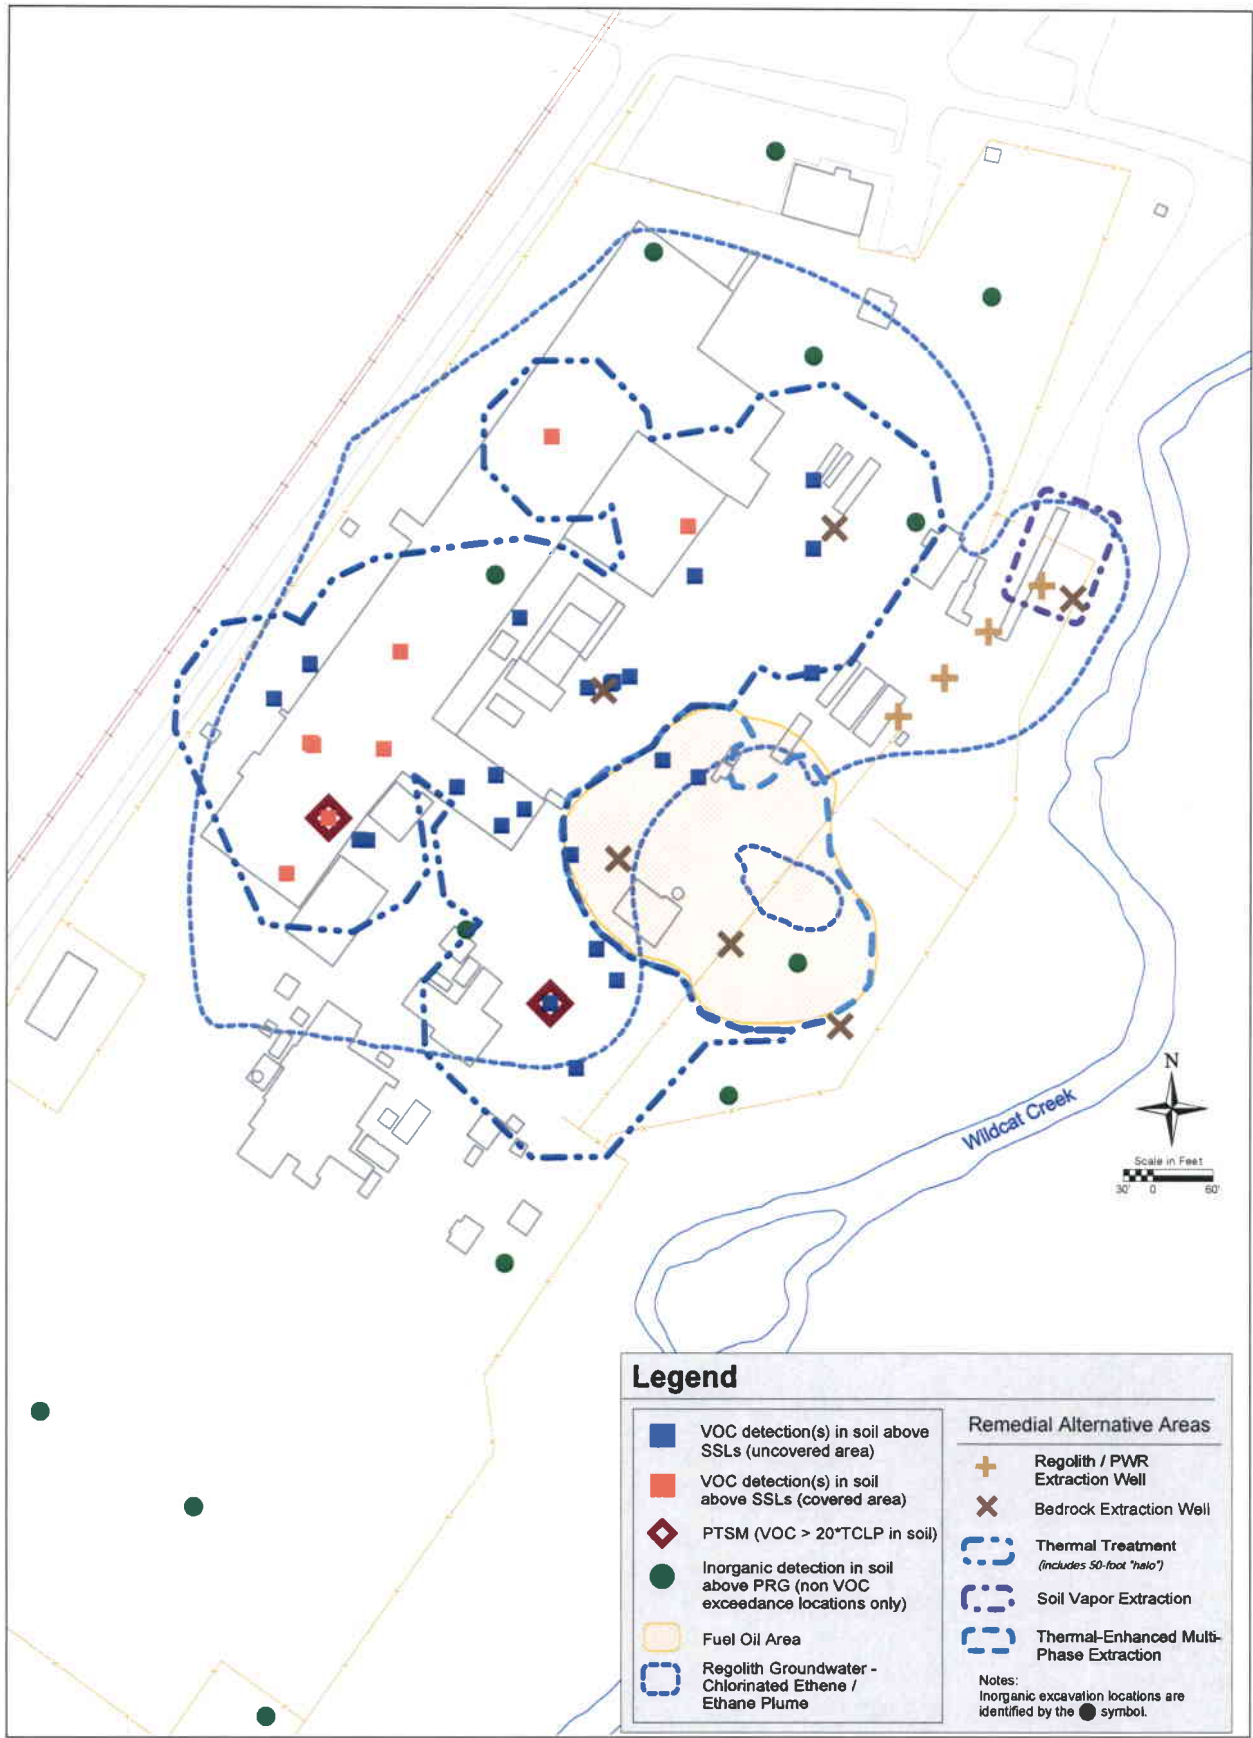 N
Scale in Feet
30' 0 60'
Wildcat Creek
Legend
VOC detection(s) in soil above
SSLs (uncovered area)
VOC detection(s) in soil
above SSLs (covered area)
PTSM (VOC > 20*TCLP in soil)
Inorganic detection in soil
above PRG (non VOC
exceedance locations only)
Fuel Oil Area
Regolith Groundwater -
Chlorinated Ethene /
Ethane Plume
Remedial Alternative Areas
Regolith / PWR
Extraction Well
Bedrock Extraction Well
Thermal Treatment
(includes 50-foot "halo")
Soil Vapor Extraction
Thermal-Enhanced Multi-
Phase Extraction
Notes:
Inorganic excavation locations are
identified by the symbol.